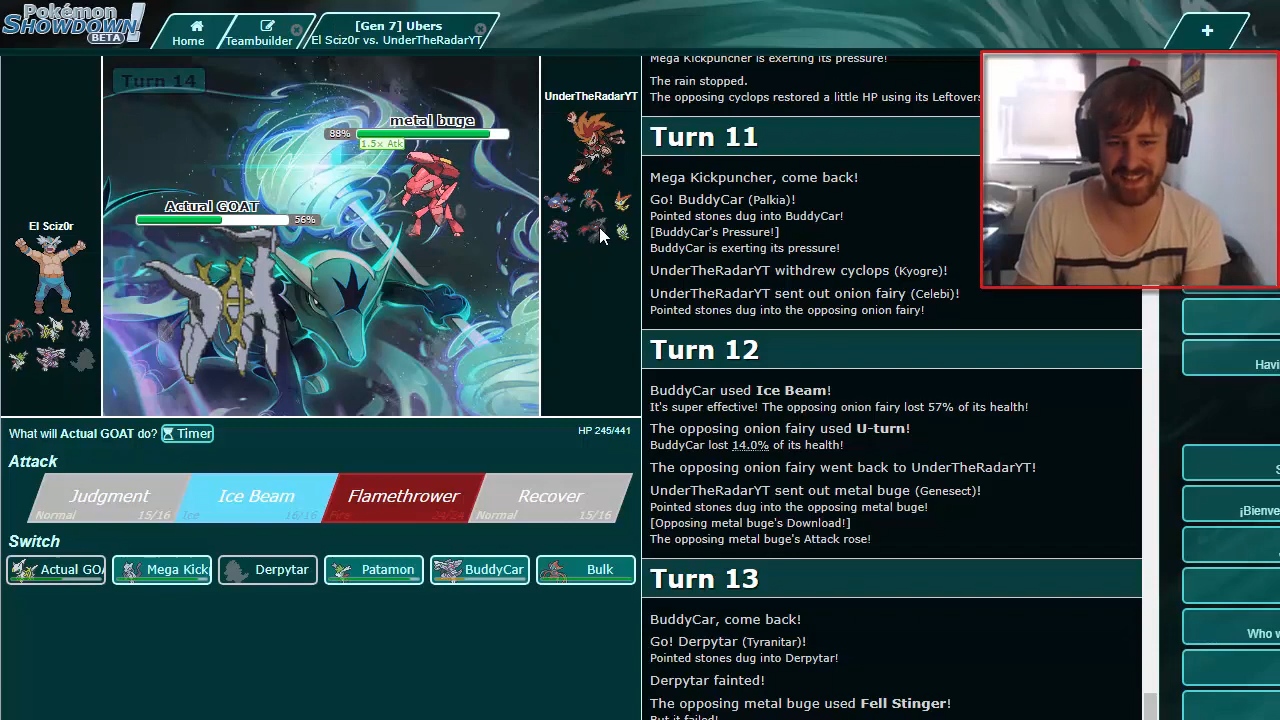 Pokémon
SHOWDOWN!
BETA
Home
Teambuilder
[Gen 7] Ubers
El Sciz0r vs. UnderTheRadarYT
+
Turn 14
UnderTheRadarYT
metal buge
88%
1.5x Atk
Actual GOAT
56%
El Sciz0r
Mega Kickpuncher is exerting its pressure!
The rain stopped.
The opposing cyclops restored a little HP using its Leftovers
Turn 11
Mega Kickpuncher, come back!
Go! BuddyCar (Palkia)!
Pointed stones dug into BuddyCar!
[BuddyCar's Pressure!]
BuddyCar is exerting its pressure!
UnderTheRadarYT withdrew cyclops (Kyogre)!
UnderTheRadarYT sent out onion fairy (Celebi)!
Pointed stones dug into the opposing onion fairy!
Turn 12
BuddyCar used Ice Beam!
It's super effective! The opposing onion fairy lost 57% of its health!
The opposing onion fairy used U-turn!
BuddyCar lost 14.0% of its health!
The opposing onion fairy went back to UnderTheRadarYT!
UnderTheRadarYT sent out metal buge (Genesect)!
Pointed stones dug into the opposing metal buge!
[Opposing metal buge's Download!]
The opposing metal buge's Attack rose!
Turn 13
BuddyCar, come back!
Go! Derpytar (Tyranitar)!
Pointed stones dug into Derpytar!
Derpytar fainted!
The opposing metal buge used Fell Stinger!
But it failed!
What will Actual GOAT do?
Timer
HP 245/441
Attack
Judgment
Normal 15/16
Ice Beam
Ice 16/16
Flamethrower
Fire 24/24
Recover
Normal 15/16
Switch
Actual GOA
Mega Kick
Derpytar
Patamon
BuddyCar
Bulk
Havi
S
¡Bienve
Who w